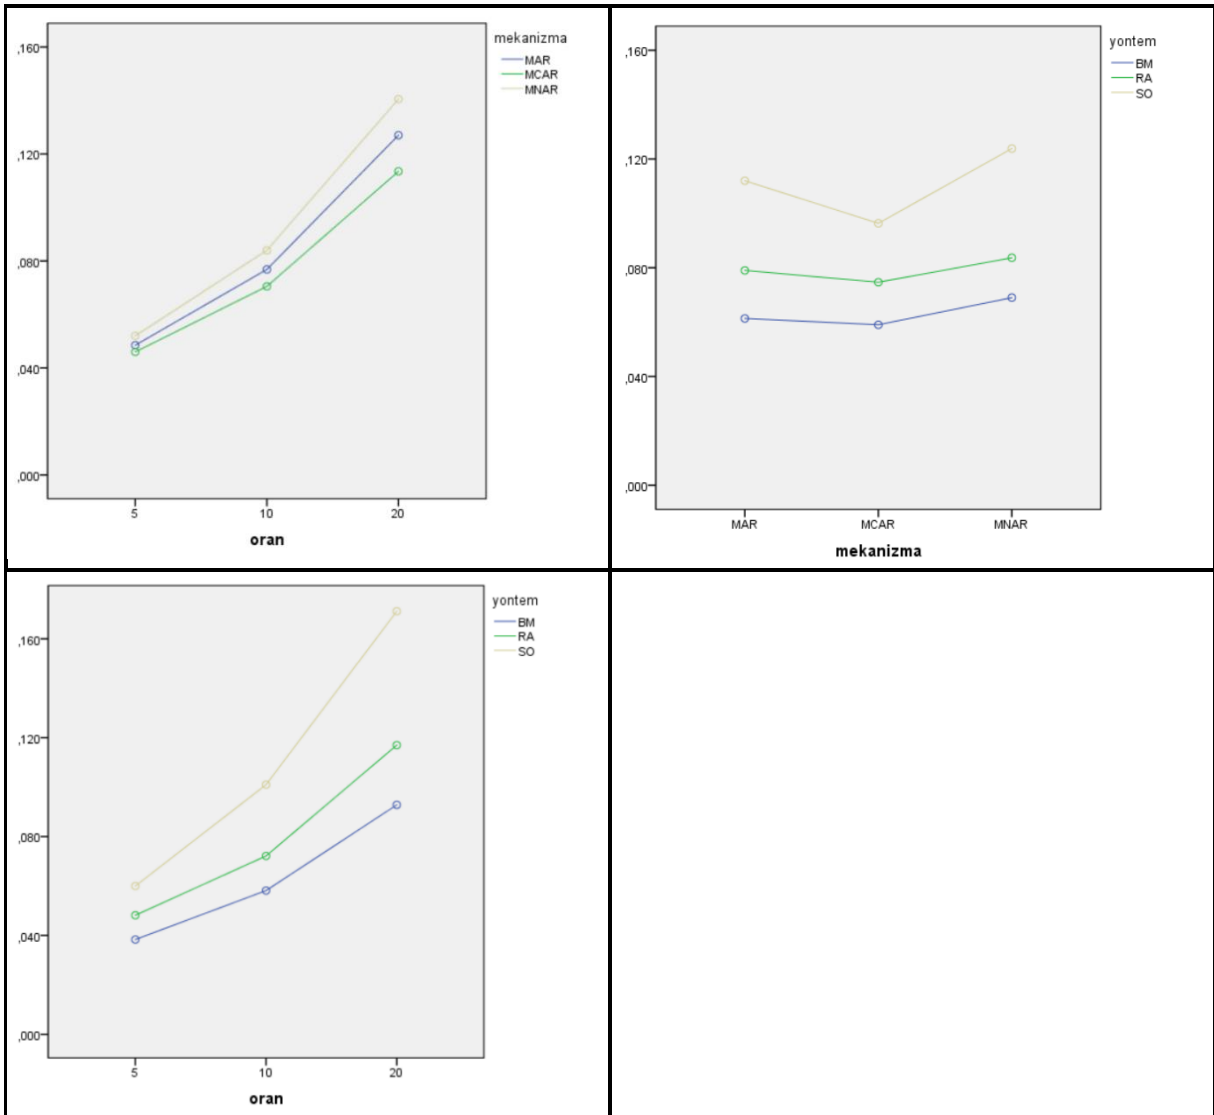 mekanizma
MAR
MCAR
MNAR
,160
,120
,080
,040
,000
5 10 20
oran
yontem
BM
RA
SO
,160
,120
,080
,040
,000
MAR MCAR MNAR
mekanizma
yontem
BM
RA
SO
,160
,120
,080
,040
,000
5 10 20
oran